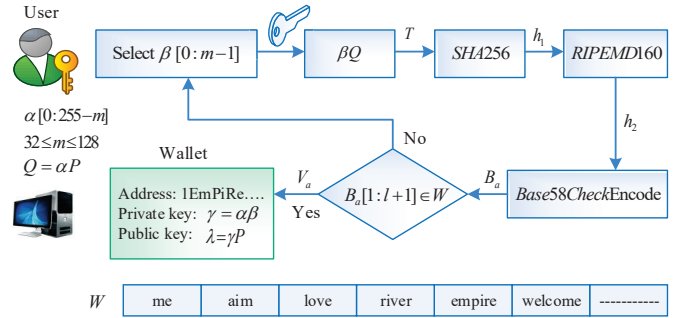 User
α[0:255−m]
32≤m≤128
Q=αP
Select β[0:m−1]
βQ
T
SHA256
h₁
RIPEMD160
h₂
Base58CheckEncode
Bₐ
Bₐ[1:l+1]∈W
No
Vₐ
Yes
Wallet
Address: 1EmPiRe....
Private key: γ=αβ
Public key: λ=γP
W me aim love river empire welcome -----------